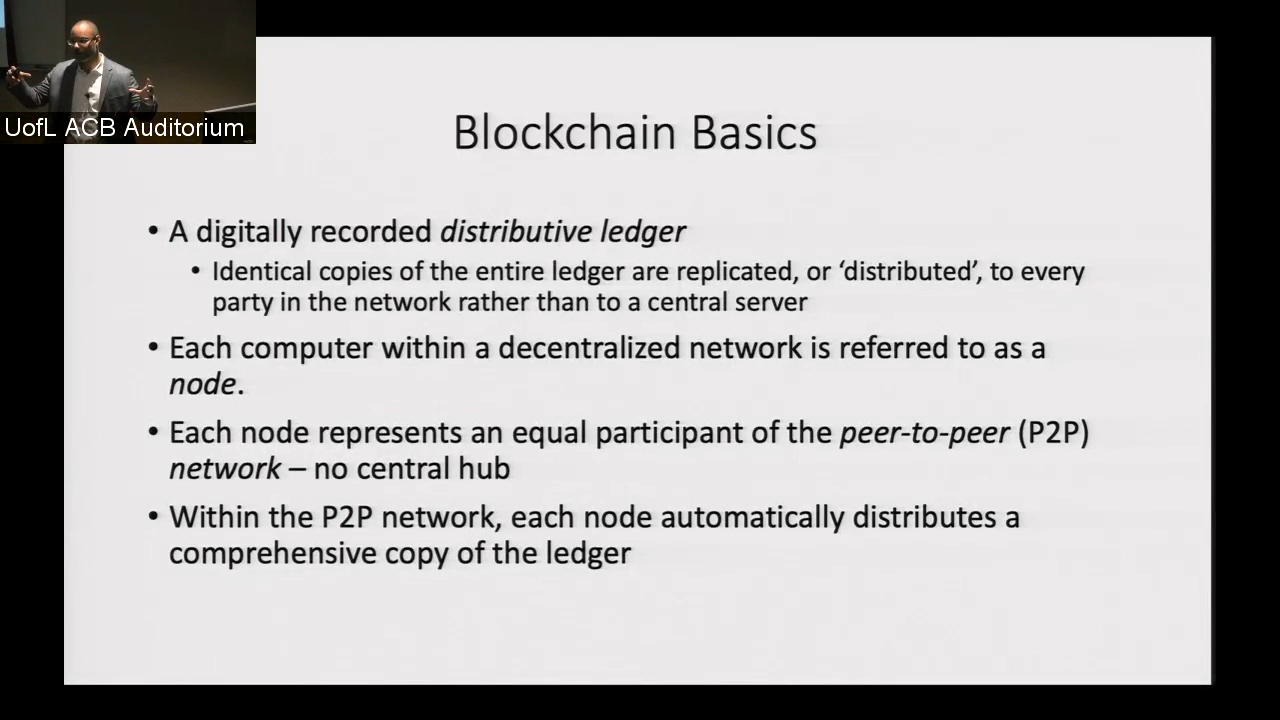 UofL ACB Auditorium
Blockchain Basics
• A digitally recorded distributive ledger
• Identical copies of the entire ledger are replicated, or ‘distributed’, to every
party in the network rather than to a central server
• Each computer within a decentralized network is referred to as a
node.
• Each node represents an equal participant of the peer-to-peer (P2P)
network – no central hub
• Within the P2P network, each node automatically distributes a
comprehensive copy of the ledger